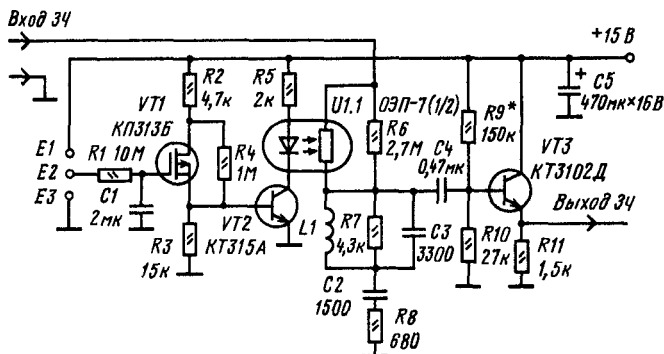 Вход ЗЧ
+15 В
R2
4,7к
R5
2к
U1.1
ОЭП-7(1/2)
R6
2,7М
R9*
150к
+
C5
470мк×16В
VT1
КП313Б
E1
E2
E3
R1 10М
C1
2мк
R4
1М
C4
0,47мк
VT3
КТ3102Д
VT2
КТ315А
R3
15к
L1
R7
4,3к
C3
3300
R10
27к
Выход ЗЧ
R11
1,5к
C2
1500
R8
680